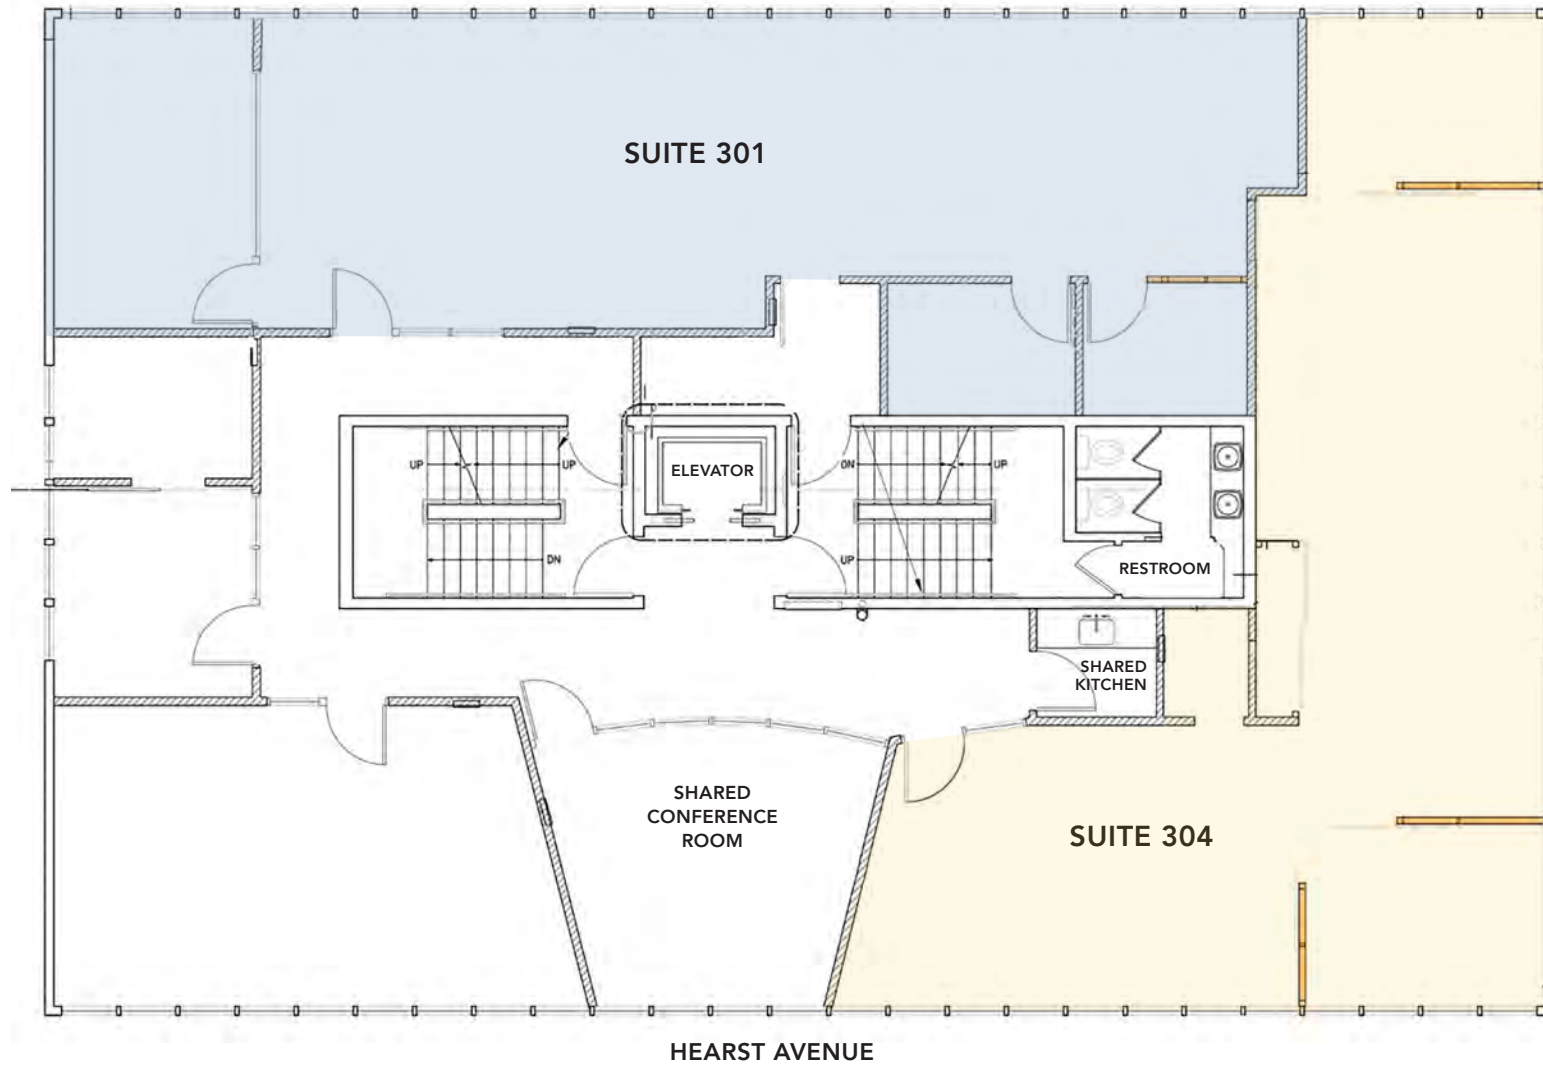 SUITE 301
UP
UP
ELEVATOR
DN
UP
DN
UP
RESTROOM
SHARED
KITCHEN
SHARED
CONFERENCE
ROOM
SUITE 304
HEARST AVENUE